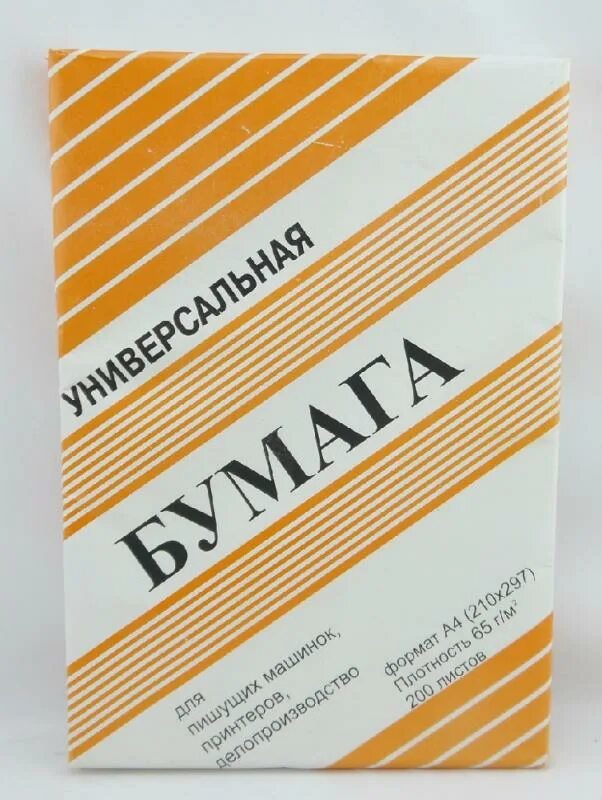 УНИВЕРСАЛЬНАЯ
БУМАГА
для
пишущих машинок,
принтеров,
делопроизводство
формат А4 (210х297)
Плотность 65 г/м²
200 листов